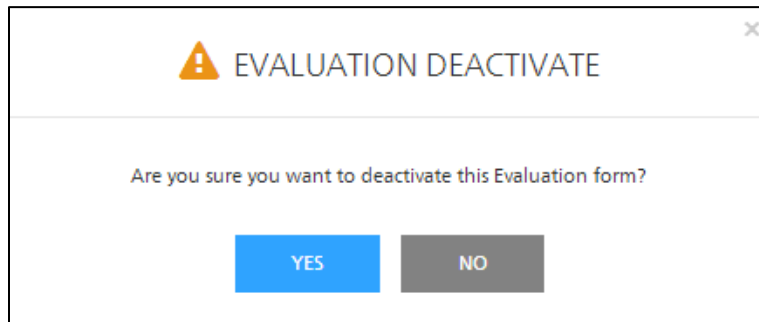 EVALUATION DEACTIVATE
Are you sure you want to deactivate this Evaluation form?
YES
NO